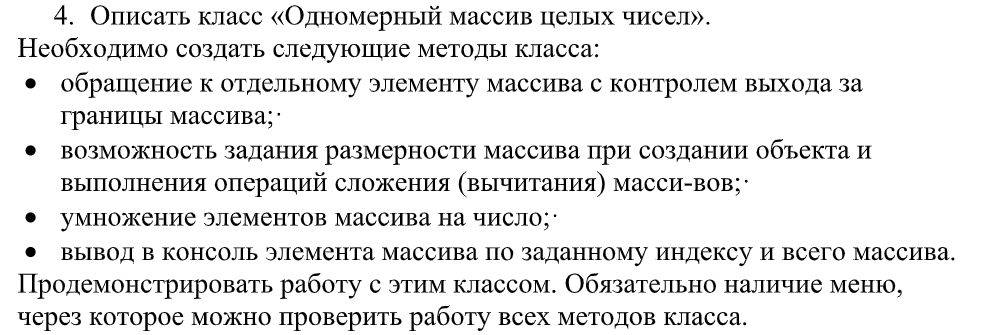 4. Описать класс «Одномерный массив целых чисел».
Необходимо создать следующие методы класса:
• обращение к отдельному элементу массива с контролем выхода за
границы массива;·
• возможность задания размерности массива при создании объекта и
выполнения операций сложения (вычитания) масси-вов;·
• умножение элементов массива на число;·
• вывод в консоль элемента массива по заданному индексу и всего массива.
Продемонстрировать работу с этим классом. Обязательно наличие меню,
через которое можно проверить работу всех методов класса.